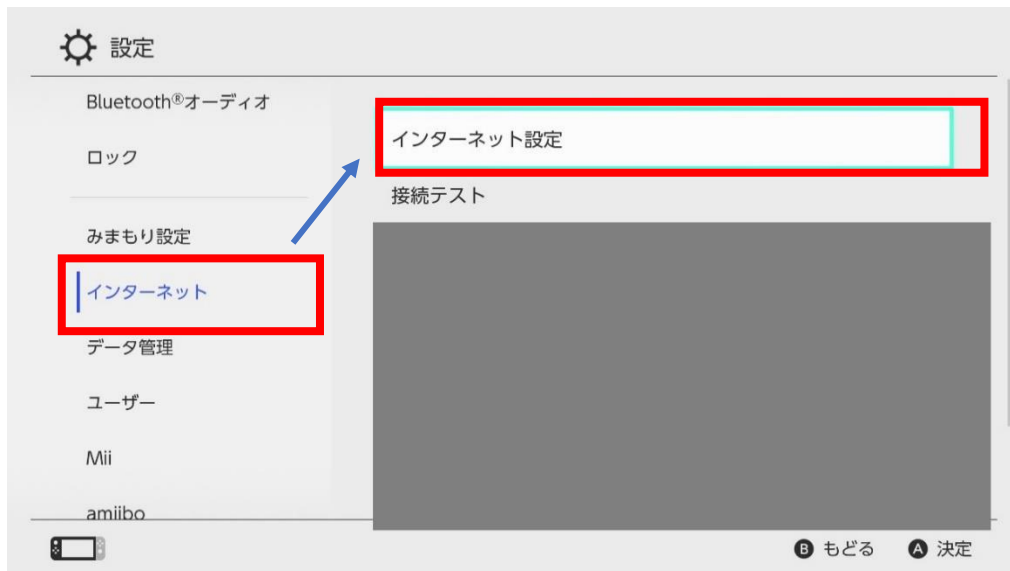 設定
Bluetooth®オーディオ
ロック
みまもり設定
インターネット
データ管理
ユーザー
Mii
amiibo
インターネット設定
接続テスト
B もどる A 決定